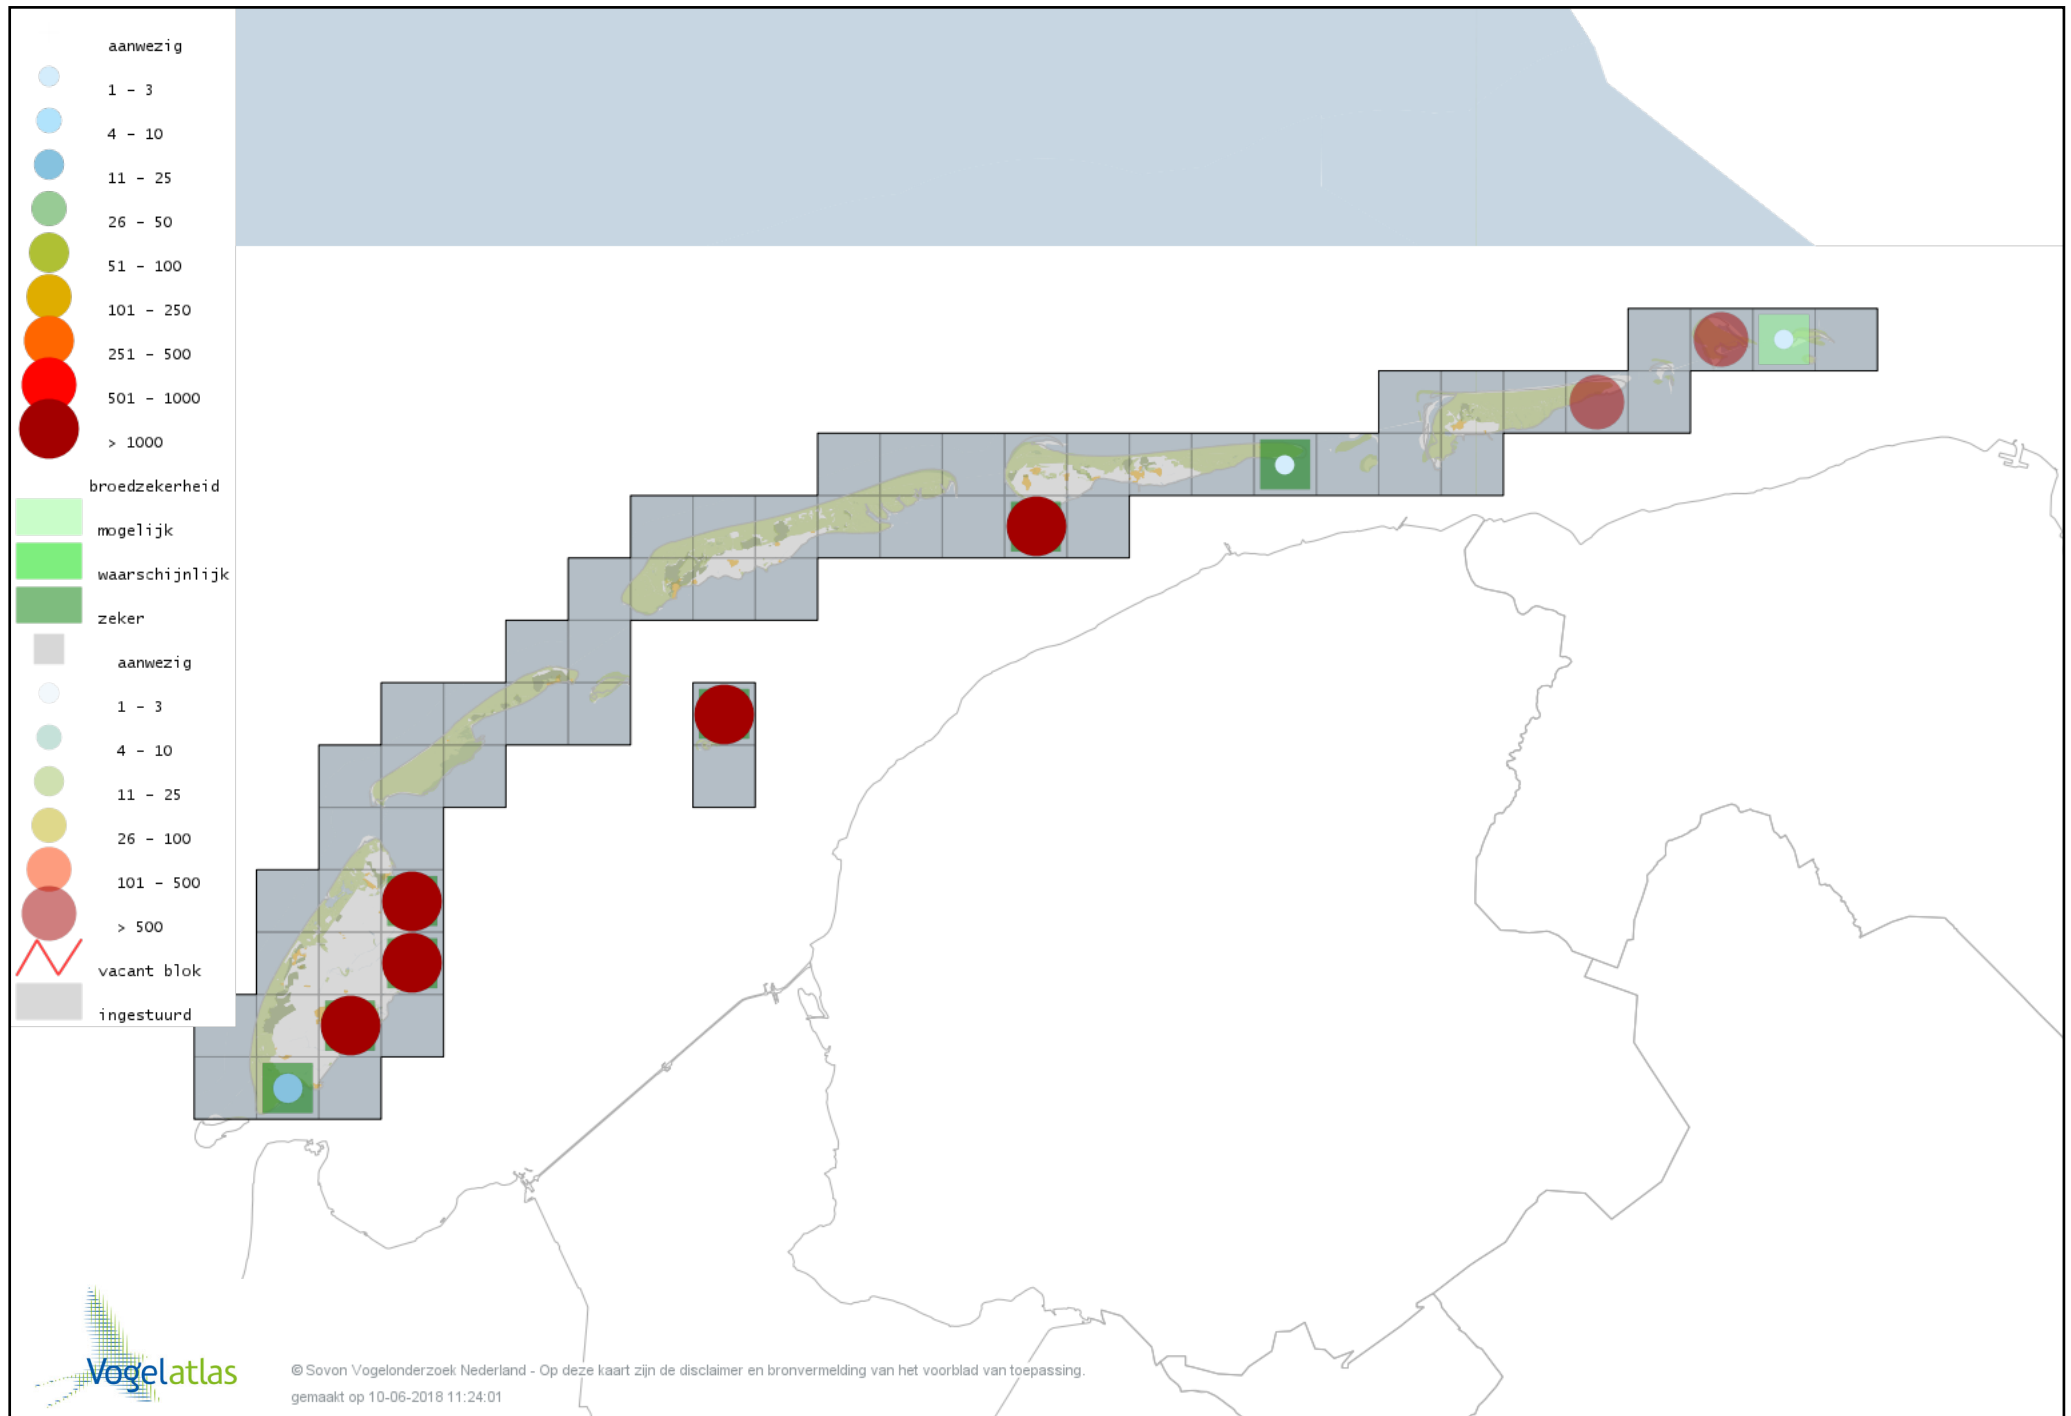 aanwezig
1 - 3
4 - 10
11 - 25
26 - 50
51 - 100
101 - 250
251 - 500
501 - 1000
> 1000
broedzekerheid
mogelijk
waarschijnlijk
zeker
aanwezig
1 - 3
4 - 10
11 - 25
26 - 100
101 - 500
> 500
vacant blok
ingestuurd
Vogelatlas
© Sovon Vogelonderzoek Nederland - Op deze kaart zijn de disclaimer en bronvermelding van het voorblad van toepassing.
gemaakt op 10-06-2018 11:24:01